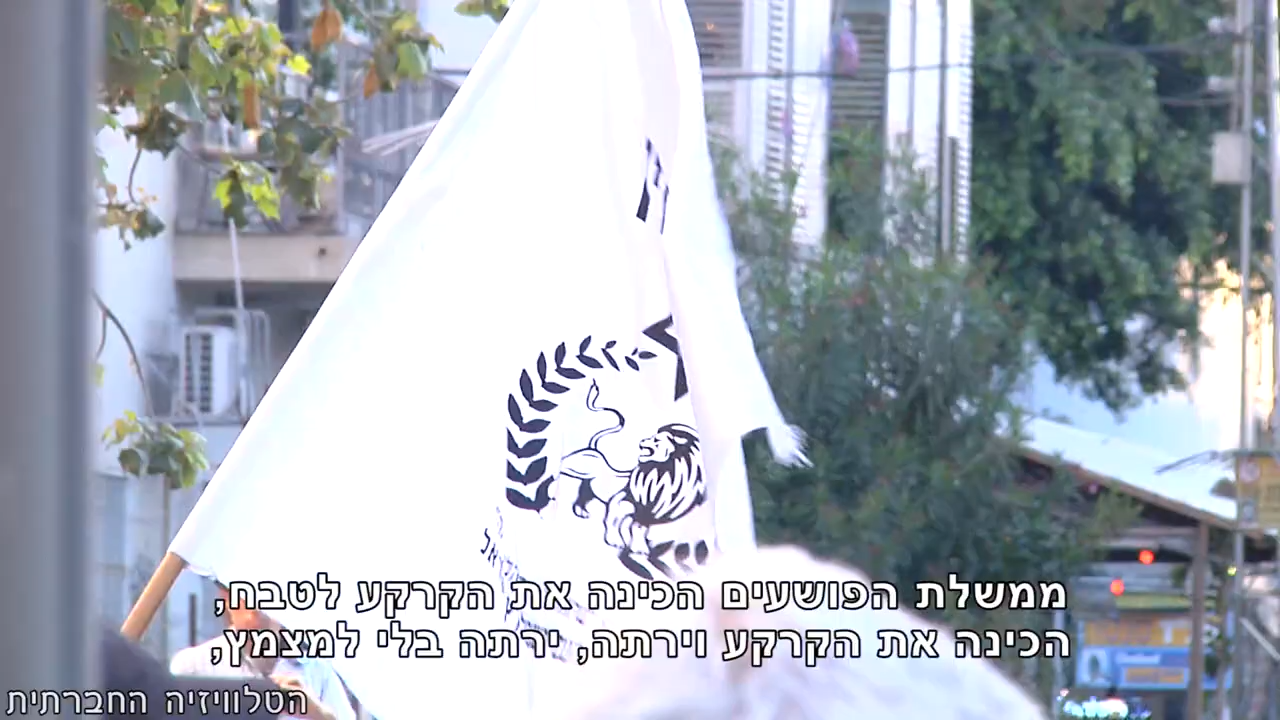 ממשלת הפושעים הכינה את הקרקע לטבח,
הכינה את הקרקע וירתה, ירתה בלי למצמץ,
הטלוויזיה החברתית